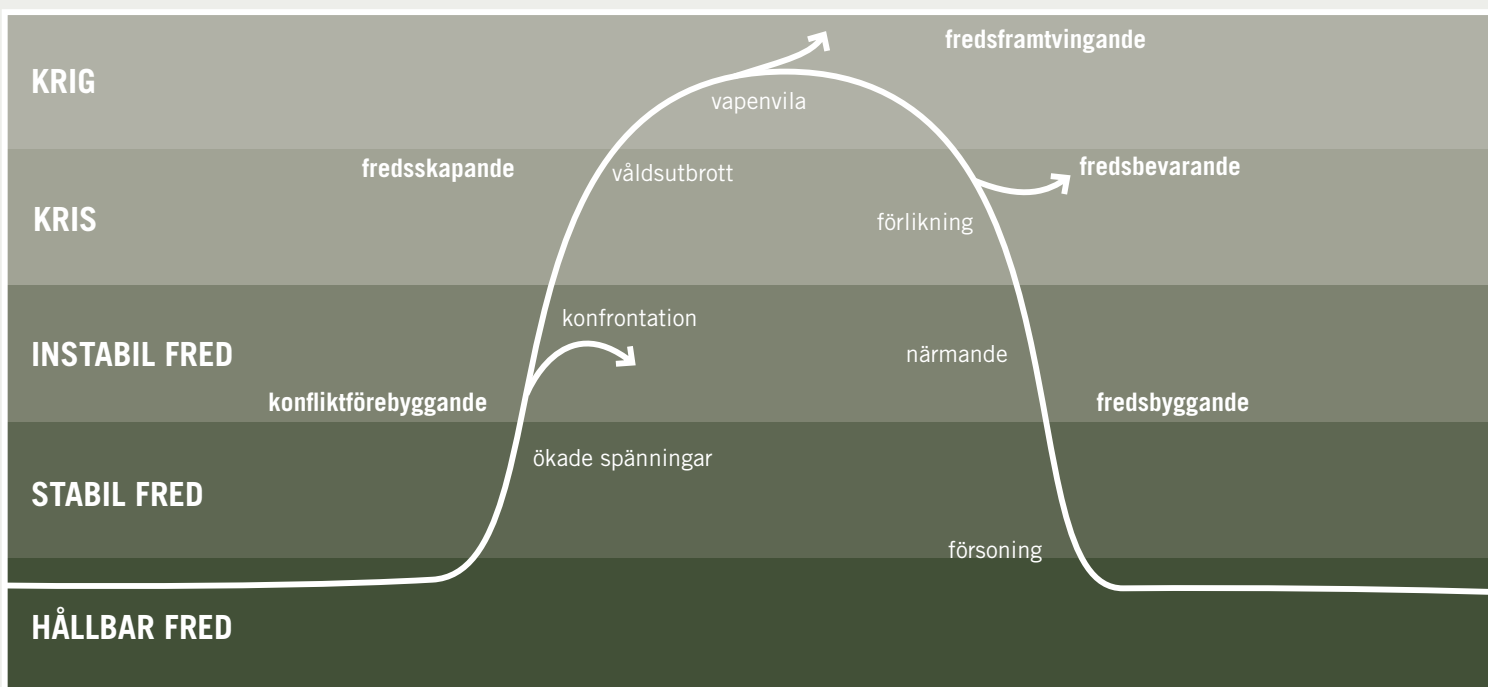 fredsframtvingande
KRIG
vapenvila
fredsskapande
våldsutbrott
fredsbevarande
KRIS
förlikning
konfrontation
INSTABIL FRED
närmande
konfliktförebyggande
fredsbyggande
ökade spänningar
STABIL FRED
försoning
HÅLLBAR FRED